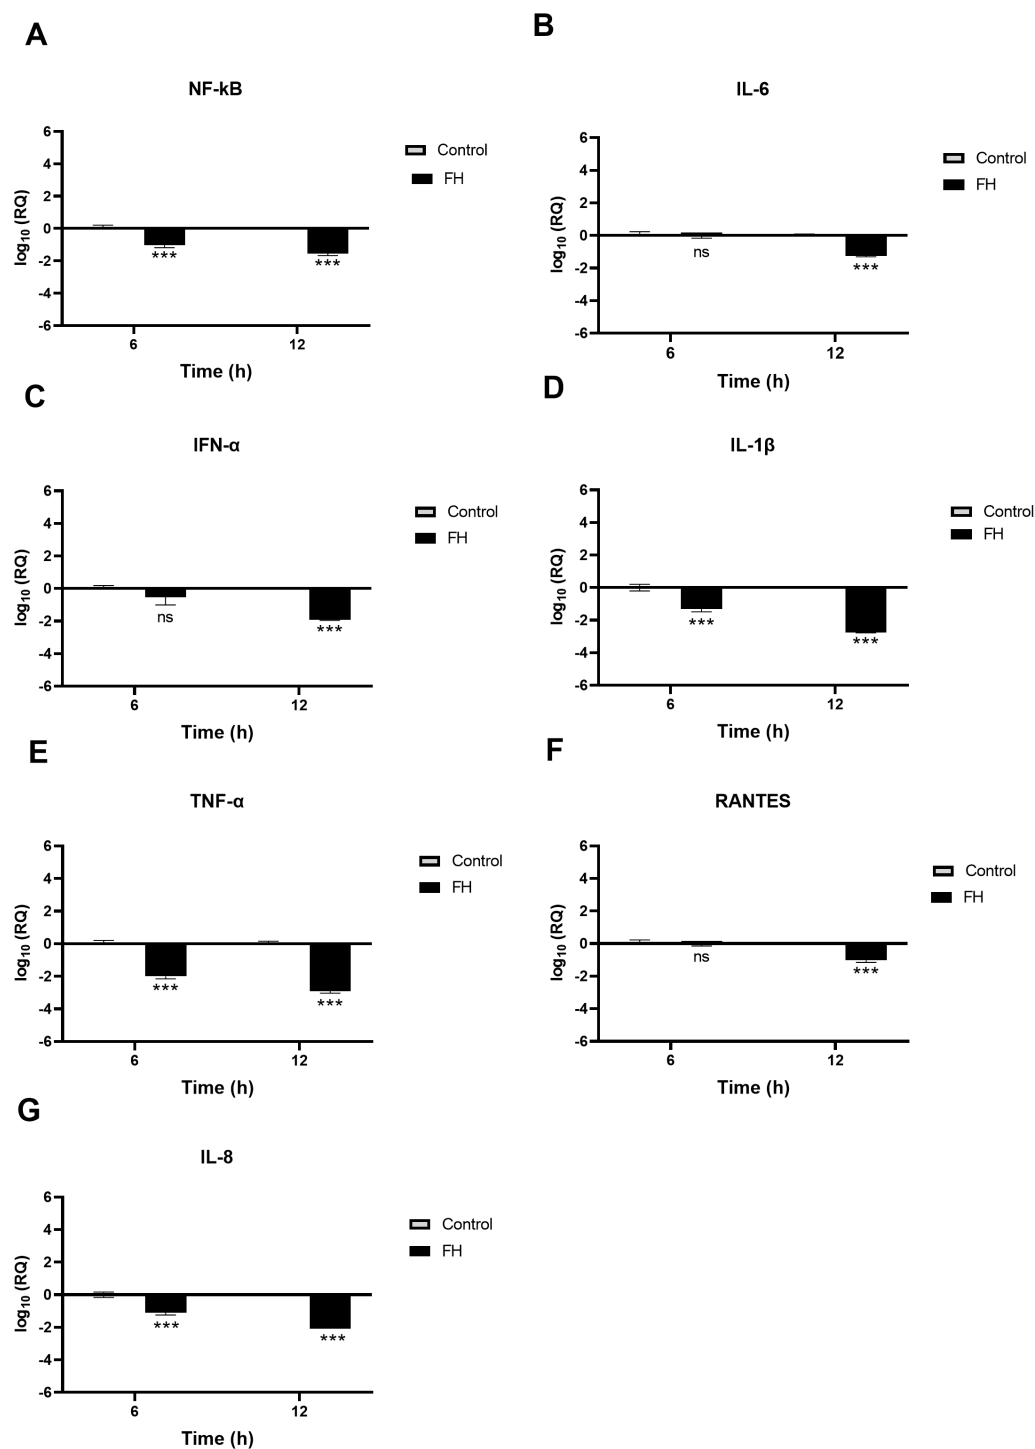 A
NF-kB
6
4
2
0
-2
-4
-6
log10 (RQ)
***
***
6 12
Time (h)
Control
FH
B
IL-6
6
4
2
0
-2
-4
-6
log10 (RQ)
ns
***
6 12
Time (h)
Control
FH
C
IFN-α
6
4
2
0
-2
-4
-6
log10 (RQ)
ns
***
6 12
Time (h)
Control
FH
D
IL-1β
6
4
2
0
-2
-4
-6
log10 (RQ)
***
***
6 12
Time (h)
Control
FH
E
TNF-α
6
4
2
0
-2
-4
-6
log10 (RQ)
***
***
6 12
Time (h)
Control
FH
F
RANTES
6
4
2
0
-2
-4
-6
log10 (RQ)
ns
***
6 12
Time (h)
Control
FH
G
IL-8
6
4
2
0
-2
-4
-6
log10 (RQ)
***
***
6 12
Time (h)
Control
FH